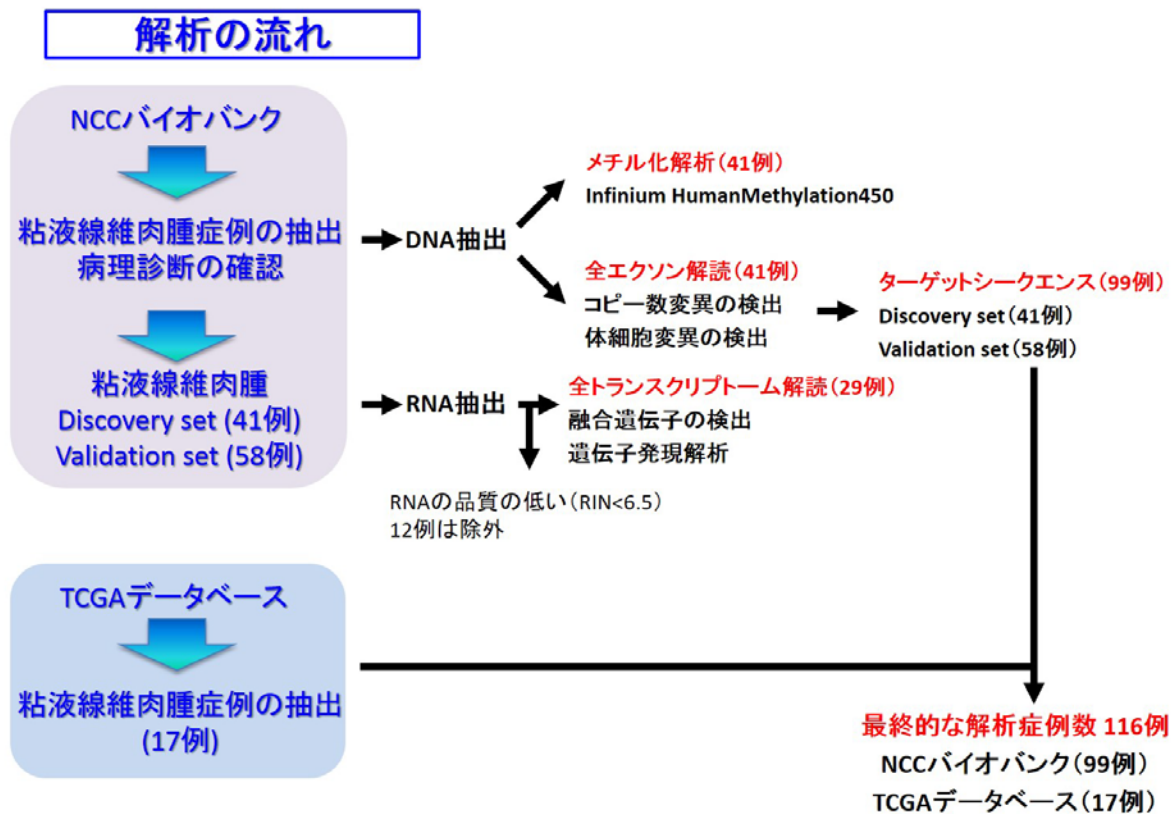 解析の流れ
NCCバイオバンク
粘液線維肉腫症例の抽出
病理診断の確認
粘液線維肉腫
Discovery set (41例)
Validation set (58例)
DNA抽出
メチル化解析(41例)
Infinium HumanMethylation450
全エクソン解読(41例)
コピー数変異の検出
体細胞変異の検出
ターゲットシークエンス(99例)
Discovery set(41例)
Validation set(58例)
RNA抽出
全トランスクリプトーム解読(29例)
融合遺伝子の検出
遺伝子発現解析
RNAの品質の低い(RIN<6.5)
12例は除外
TCGAデータベース
粘液線維肉腫症例の抽出
(17例)
最終的な解析症例数 116例
NCCバイオバンク(99例)
TCGAデータベース(17例)